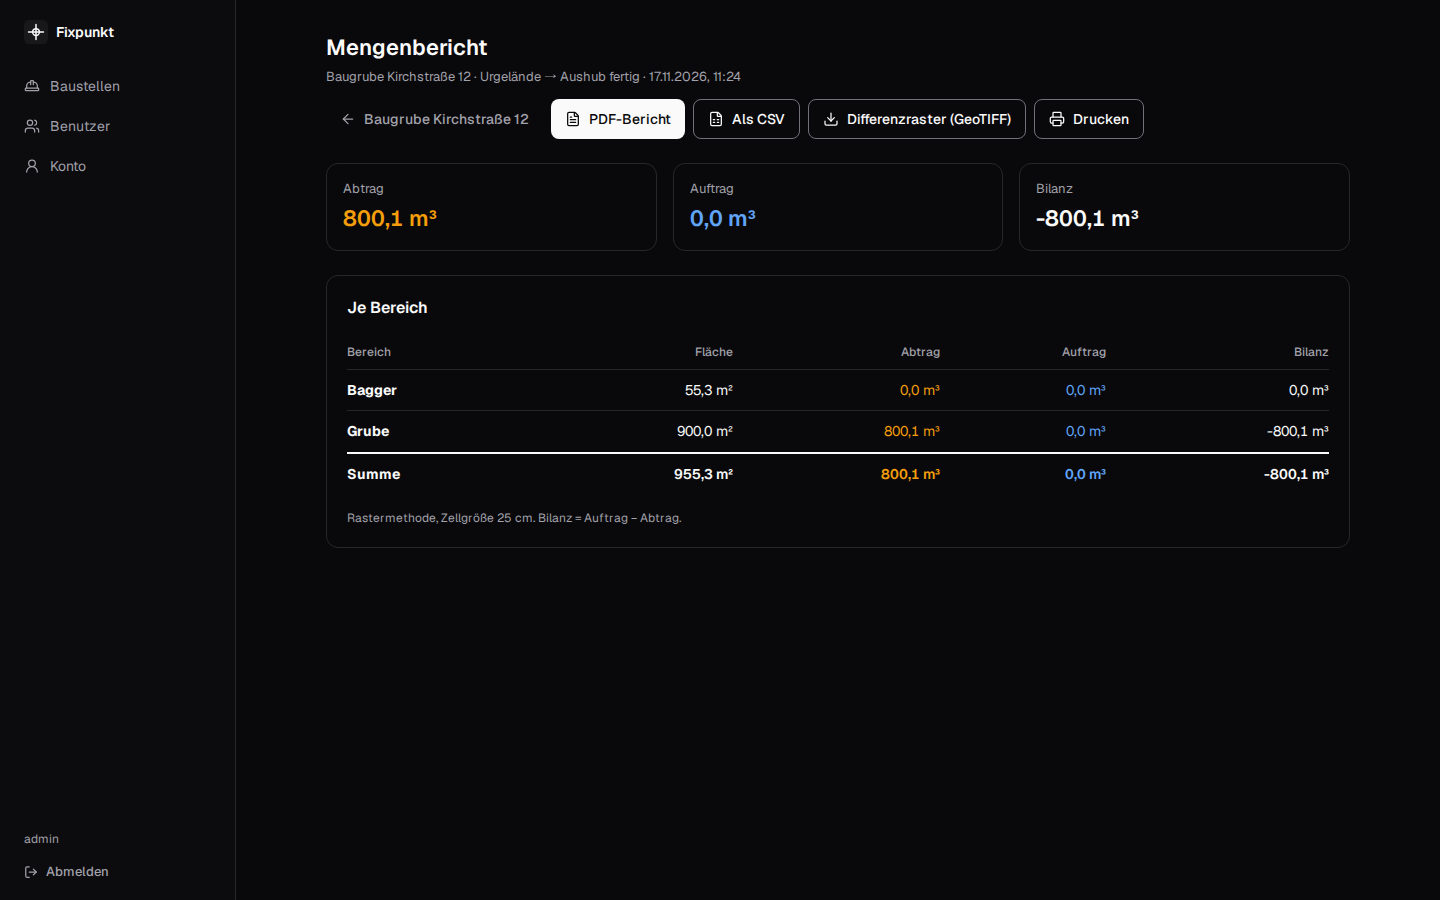 Fixpunkt
Baustellen
Benutzer
Konto
admin
Abmelden
Mengenbericht
Baugrube Kirchstraße 12 · Urgelände → Aushub fertig · 17.11.2026, 11:24
← Baugrube Kirchstraße 12 PDF-Bericht Als CSV Differenzraster (GeoTIFF) Drucken
Abtrag Auftrag Bilanz
800,1 m³ 0,0 m³ -800,1 m³
Je Bereich
Bereich Fläche Abtrag Auftrag Bilanz
Bagger 55,3 m² 0,0 m³ 0,0 m³ 0,0 m³
Grube 900,0 m² 800,1 m³ 0,0 m³ -800,1 m³
Summe 955,3 m² 800,1 m³ 0,0 m³ -800,1 m³
Rastermethode, Zellgröße 25 cm. Bilanz = Auftrag − Abtrag.